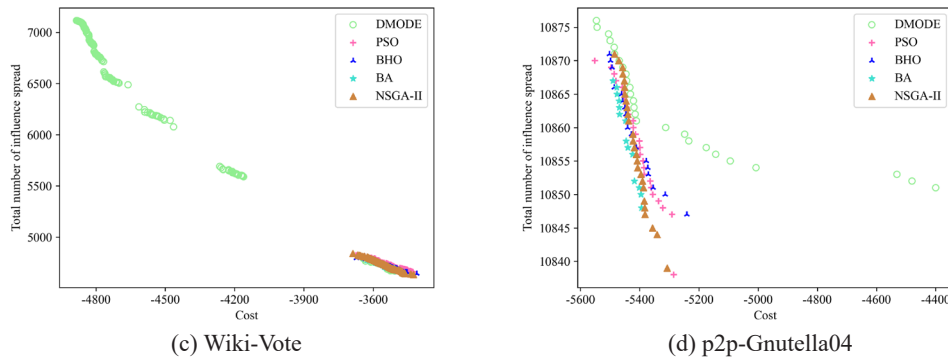 7000
6500
6000
5500
5000
Total number of influence spread
-4800
-4500
-4200
-3900
-3600
Cost
DMODE
PSO
BHO
BA
NSGA-II
(c) Wiki-Vote
10875
10870
10865
10860
10855
10850
10845
10840
Total number of influence spread
-5600
-5400
-5200
-5000
-4800
-4600
-4400
Cost
DMODE
PSO
BHO
BA
NSGA-II
(d) p2p-Gnutella04